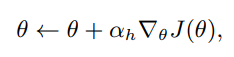 θ ← θ + α_h ∇_θ J(θ),